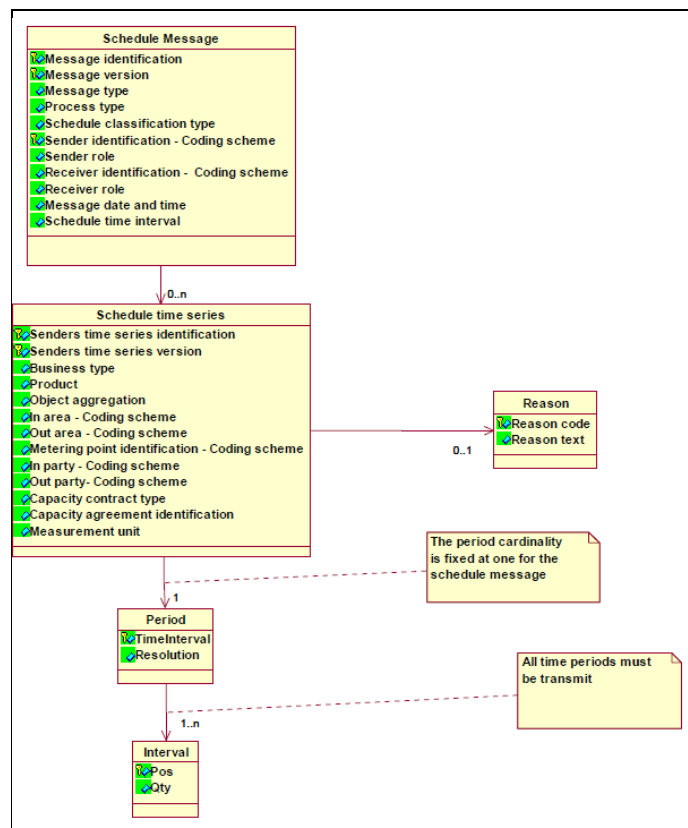 Schedule Message
Message identification
Message version
Message type
Process type
Schedule classification type
Sender identification - Coding scheme
Sender role
Receiver identification - Coding scheme
Receiver role
Message date and time
Schedule time interval
0..n
Schedule time series
Senders time series identification
Senders time series version
Business type
Product
Object aggregation
In area - Coding scheme
Out area - Coding scheme
Metering point identification - Coding scheme
In party - Coding scheme
Out party- Coding scheme
Capacity contract type
Capacity agreement identification
Measurement unit
Reason
Reason code
Reason text
0..1
The period cardinality
is fixed at one for the
schedule message
1
Period
TimeInterval
Resolution
All time periods must
be transmit
1..n
Interval
Pos
Qty